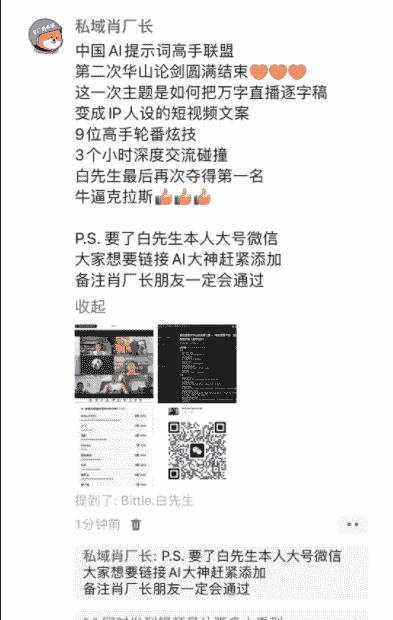 私域肖厂长
中国AI提示词高手联盟
第二次华山论剑圆满结束🧡🧡🧡
这一次主题是如何把万字直播逐字稿
变成IP人设的短视频文案
9位高手轮番炫技
3个小时深度交流碰撞
白先生最后再次夺得第一名
牛逼克拉斯👍👍👍
P.S. 要了白先生本人大号微信
大家想要链接AI大神赶紧添加
备注肖厂长朋友一定会通过
收起
提到了: Bittle.白先生
1分钟前
私域肖厂长: P.S. 要了白先生本人大号微信
大家想要链接AI大神赶紧添加
备注肖厂长朋友一定会通过